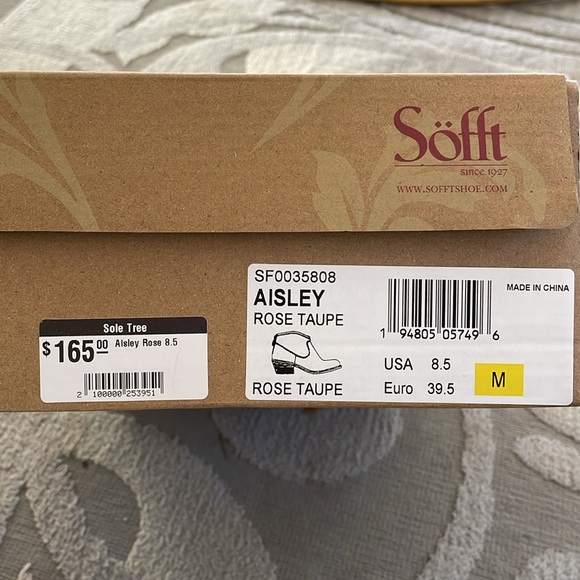 Söfft
since 1927
WWW.SOFFTSHOE.COM
Sole Tree
$165.00 Aisley Rose 8.5
2 100000 253951
SF0035808
AISLEY
ROSE TAUPE
ROSE TAUPE
MADE IN CHINA
1 94805 05749 6
USA 8.5
Euro 39.5
M